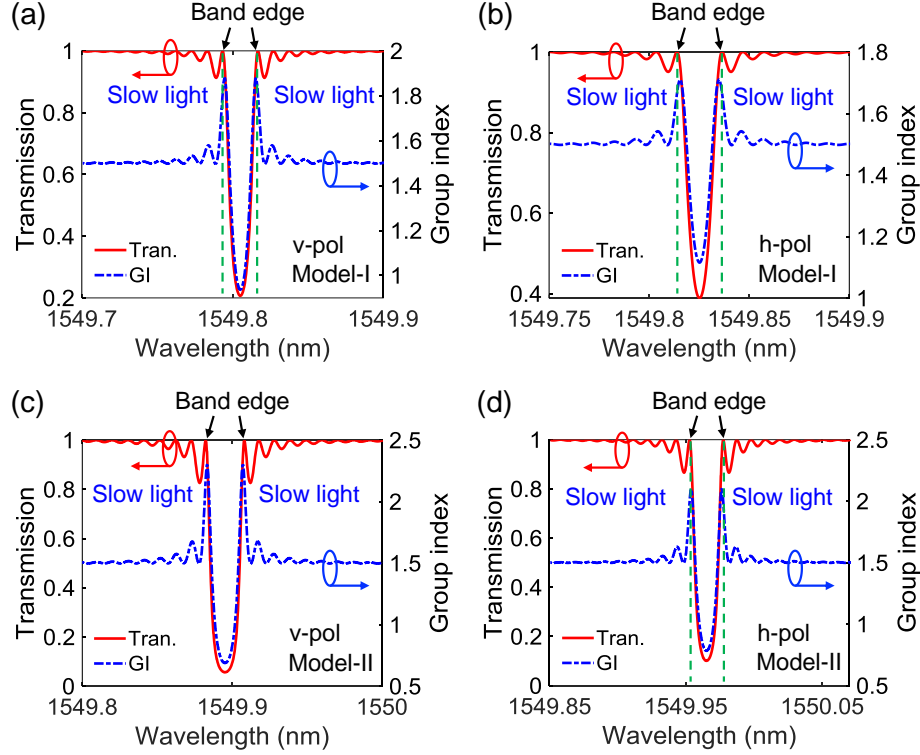 (a)
Band edge
1
0.8
0.6
0.4
0.2
2
1.8
1.6
1.4
1.2
1
Slow light
Slow light
Transmission
Group index
Tran.
GI
v-pol
Model-I
1549.7
1549.8
1549.9
Wavelength (nm)
(b)
Band edge
1
0.8
0.6
0.4
1.8
1.6
1.4
1.2
1
Slow light
Slow light
Transmission
Group index
Tran.
GI
h-pol
Model-I
1549.75
1549.8
1549.85
1549.9
Wavelength (nm)
(c)
Band edge
1
0.8
0.6
0.4
0.2
0
2.5
2
1.5
1
0.5
Slow light
Slow light
Transmission
Group index
Tran.
GI
v-pol
Model-II
1549.8
1549.9
1550
Wavelength (nm)
(d)
Band edge
1
0.8
0.6
0.4
0.2
0
2.5
2
1.5
1
0.5
Slow light
Slow light
Transmission
Group index
Tran.
GI
h-pol
Model-II
1549.85
1549.95
1550.05
Wavelength (nm)